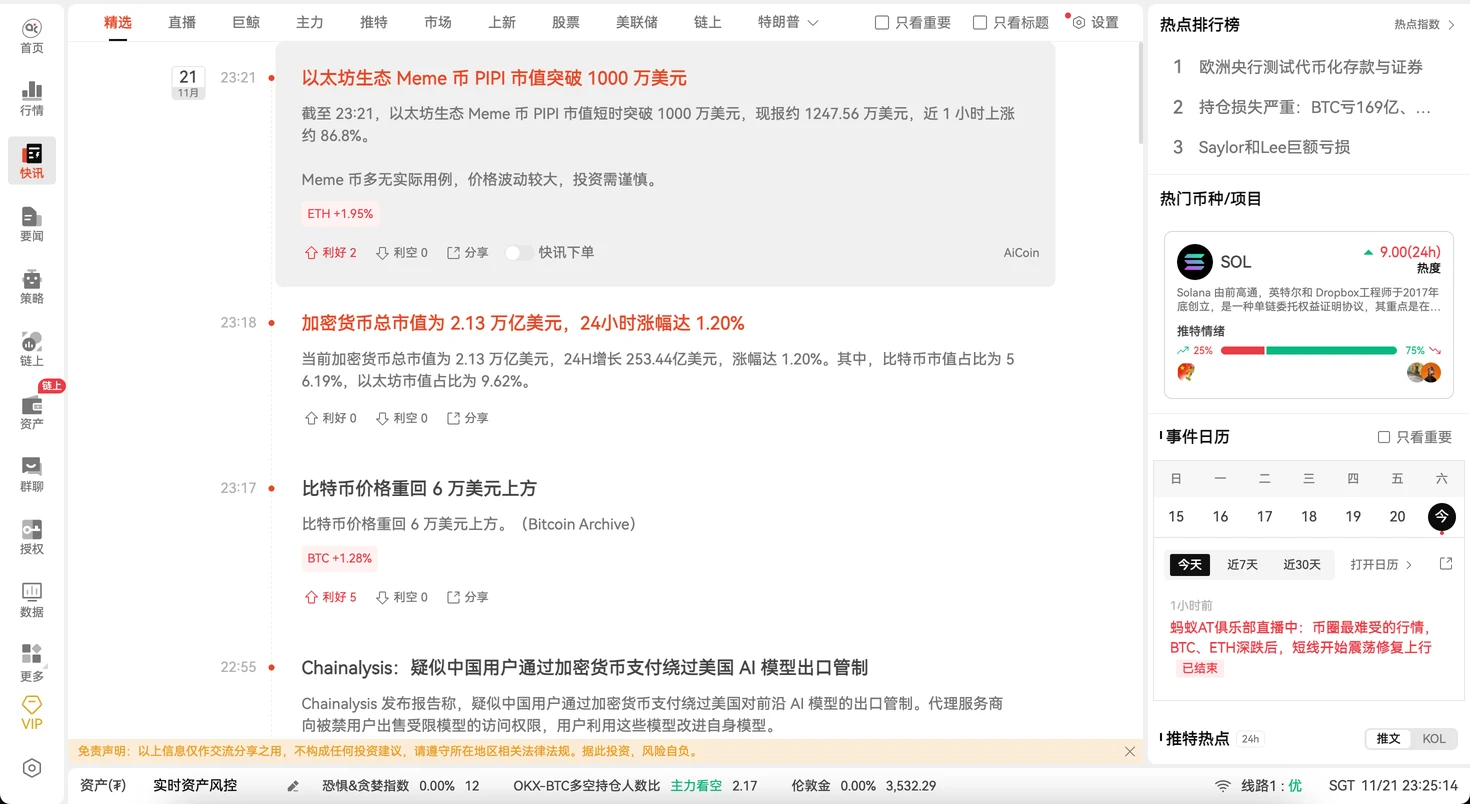 首页
行情
快讯
要闻
策略
链上
链上
资产
群聊
授权
数据
更多
VIP
精选 直播 巨鲸 主力 推特 市场 上新 股票 美联储 链上 特朗普 只看重要 只看标题 设置
21
11月
23:21
以太坊生态 Meme 币 PIPI 市值突破 1000 万美元
截至 23:21，以太坊生态 Meme 币 PIPI 市值短时突破 1000 万美元，现报约 1247.56 万美元，近 1 小时上涨
约 86.8%。
Meme 币多无实际用例，价格波动较大，投资需谨慎。
ETH +1.95%
利好 2 利空 0 分享 快讯下单 AiCoin
23:18
加密货币总市值为 2.13 万亿美元，24小时涨幅达 1.20%
当前加密货币总市值为 2.13 万亿美元，24H增长 253.44亿美元，涨幅达 1.20%。其中，比特币市值占比为 5
6.19%，以太坊市值占比为 9.62%。
利好 0 利空 0 分享
23:17
比特币价格重回 6 万美元上方
比特币价格重回 6 万美元上方。（Bitcoin Archive）
BTC +1.28%
利好 5 利空 0 分享
22:55
Chainalysis：疑似中国用户通过加密货币支付绕过美国 AI 模型出口管制
Chainalysis 发布报告称，疑似中国用户通过加密货币支付绕过美国对前沿 AI 模型的出口管制。代理服务商
向被禁用户出售受限模型的访问权限，用户利用这些模型改进自身模型。
免责声明：以上信息仅作交流分享之用，不构成任何投资建议，请遵守所在地区相关法律法规。据此投资，风险自负。
热点排行榜 热点指数
1 欧洲央行测试代币化存款与证券
2 持仓损失严重：BTC亏169亿、…
3 Saylor和Lee巨额亏损
热门币种/项目
SOL
9.00(24h)
热度
Solana 由前高通，英特尔和 Dropbox工程师于2017年
底创立，是一种单链委托权益证明协议，其重点是在…
推特情绪
25% 75%
事件日历 只看重要
日 一 二 三 四 五 六
15 16 17 18 19 20 今
今天 近7天 近30天 打开日历
1小时前
蚂蚁AT俱乐部直播中：币圈最难受的行情，
BTC、ETH深跌后，短线开始震荡修复上行
已结束
推特热点 24h 推文 KOL
资产(₮) 实时资产风控 恐惧&贪婪指数 0.00% 12 OKX-BTC多空持仓人数比 主力看空 2.17 伦敦金 0.00% 3,532.29 线路1：优 SGT 11/21 23:25:14